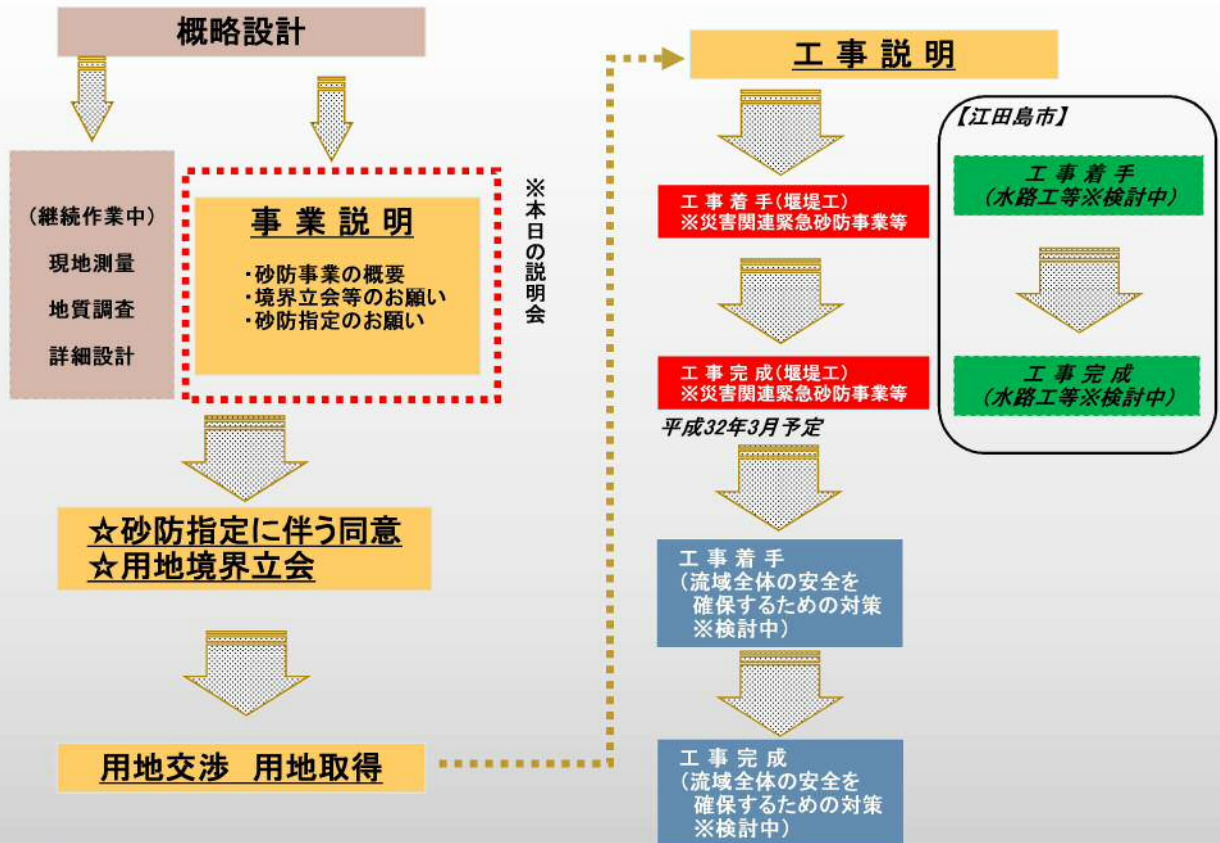 概略設計
(継続作業中)
現地測量
地質調査
詳細設計
事業説明
・砂防事業の概要
・境界立会等のお願い
・砂防指定のお願い
※本日の説明会
☆砂防指定に伴う同意
☆用地境界立会
用地交渉 用地取得
工事説明
工事着手(堰堤工)
※災害関連緊急砂防事業等
工事完成(堰堤工)
※災害関連緊急砂防事業等
平成32年3月予定
工事着手
(流域全体の安全を
確保するための対策
※検討中)
工事完成
(流域全体の安全を
確保するための対策
※検討中)
【江田島市】
工事着手
(水路工等※検討中)
工事完成
(水路工等※検討中)